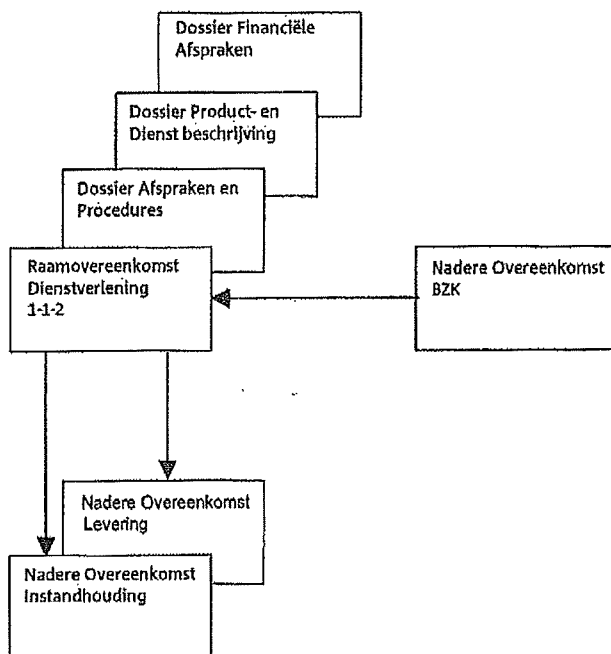 Dossier Financiële
Afspraken
Dossier Product- en
Dienst beschrijving
Dossier Afspraken en
Procedures
Raamovereenkomst
Dienstverlening
1-1-2
Nadere Overeenkomst
BZK
Nadere Overeenkomst
Levering
Nadere Overeenkomst
Instandhouding